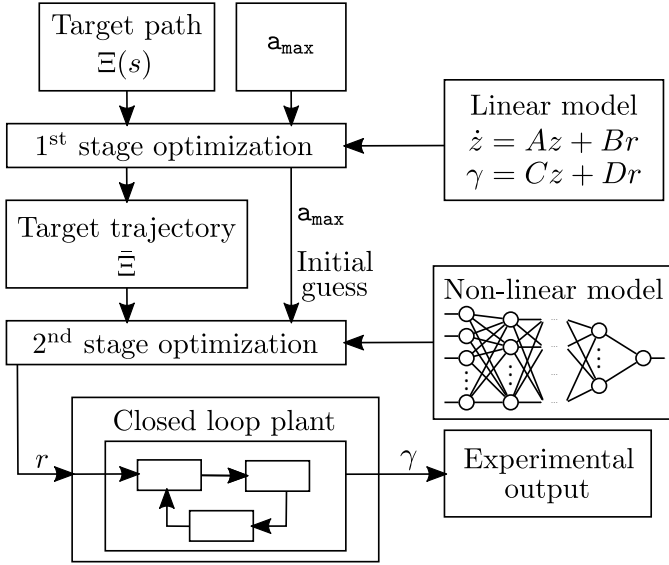 Target path
Ξ(s)
a_max
Linear model
ż = Az + Br
γ = Cz + Dr
1st stage optimization
Target trajectory
Ξ̄
a_max
Initial
guess
Non-linear model
2nd stage optimization
Closed loop plant
r
γ
Experimental
output